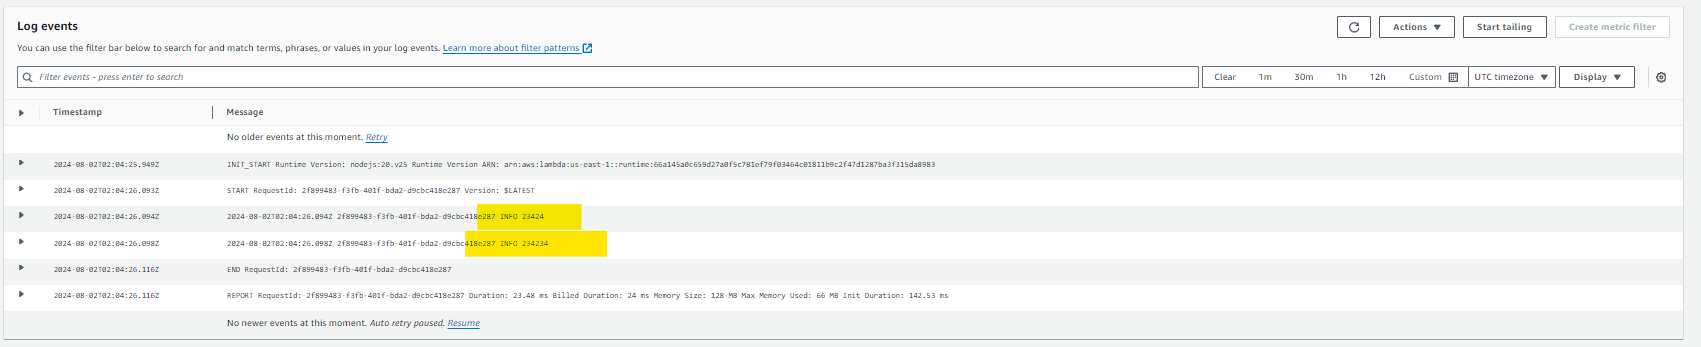 Log events
Actions
Start tailing
Create metric filter
You can use the filter bar below to search for and match terms, phrases, or values in your log events. Learn more about filter patterns
Filter events - press enter to search
Clear 1m 30m 1h 12h Custom UTC timezone Display
Timestamp Message
No older events at this moment. Retry
2024-08-02T02:04:25.949Z INIT_START Runtime Version: nodejs:20.v25 Runtime Version ARN: arn:aws:lambda:us-east-1::runtime:66a145a0c659d27a0f5c781ef79f03464c01811b9c2f47d1287ba3f315da8983
2024-08-02T02:04:26.093Z START RequestId: 2f899483-f3fb-401f-bda2-d9cbc418e287 Version: $LATEST
2024-08-02T02:04:26.094Z 2024-08-02T02:04:26.094Z 2f899483-f3fb-401f-bda2-d9cbc418e287 INFO 23424
2024-08-02T02:04:26.098Z 2024-08-02T02:04:26.098Z 2f899483-f3fb-401f-bda2-d9cbc418e287 INFO 234234
2024-08-02T02:04:26.116Z END RequestId: 2f899483-f3fb-401f-bda2-d9cbc418e287
2024-08-02T02:04:26.116Z REPORT RequestId: 2f899483-f3fb-401f-bda2-d9cbc418e287 Duration: 23.48 ms Billed Duration: 24 ms Memory Size: 128 MB Max Memory Used: 66 MB Init Duration: 142.53 ms
No newer events at this moment. Auto retry paused. Resume